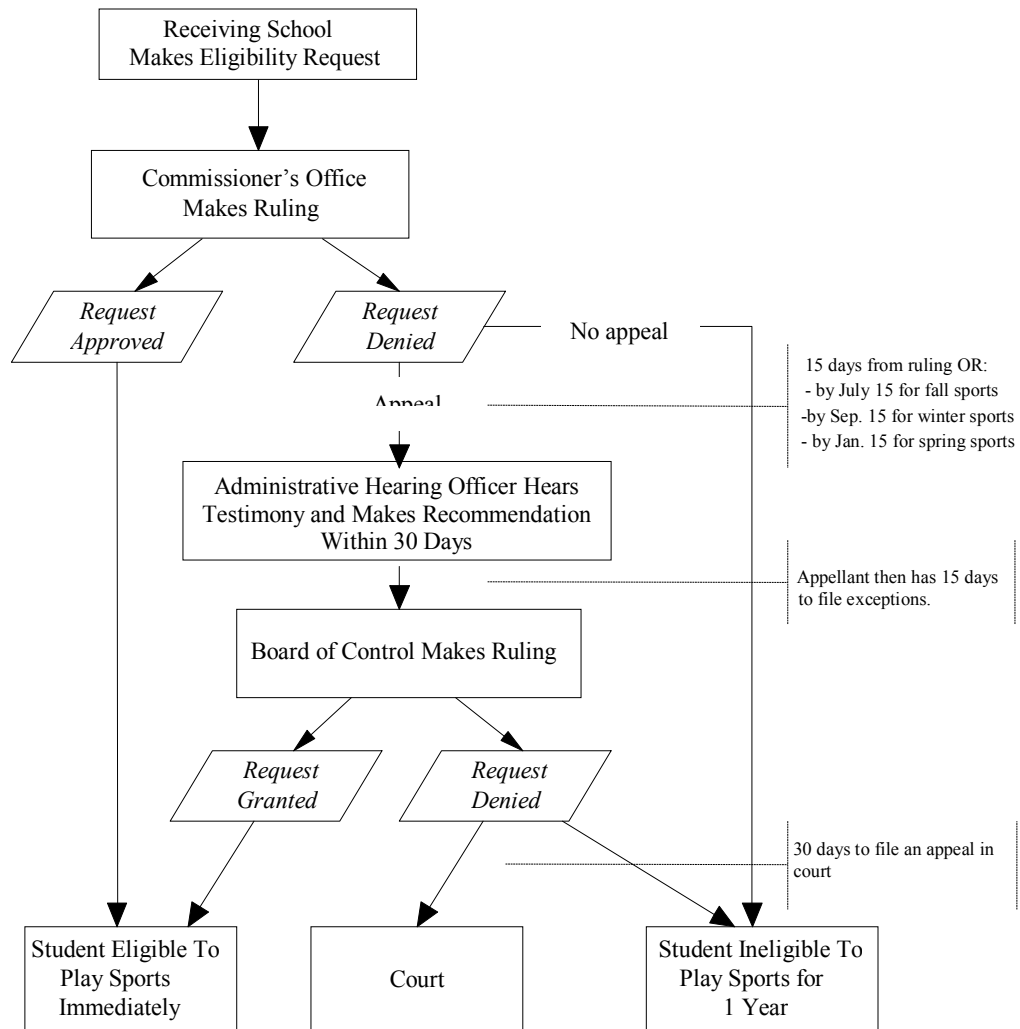 Receiving School
Makes Eligibility Request
Commissioner’s Office
Makes Ruling
Request
Approved
Request
Denied
No appeal
15 days from ruling OR:
- by July 15 for fall sports
-by Sep. 15 for winter sports
- by Jan. 15 for spring sports
Appeal
Administrative Hearing Officer Hears
Testimony and Makes Recommendation
Within 30 Days
Appellant then has 15 days
to file exceptions.
Board of Control Makes Ruling
Request
Granted
Request
Denied
30 days to file an appeal in
court
Student Eligible To
Play Sports
Immediately
Court
Student Ineligible To
Play Sports for
1 Year